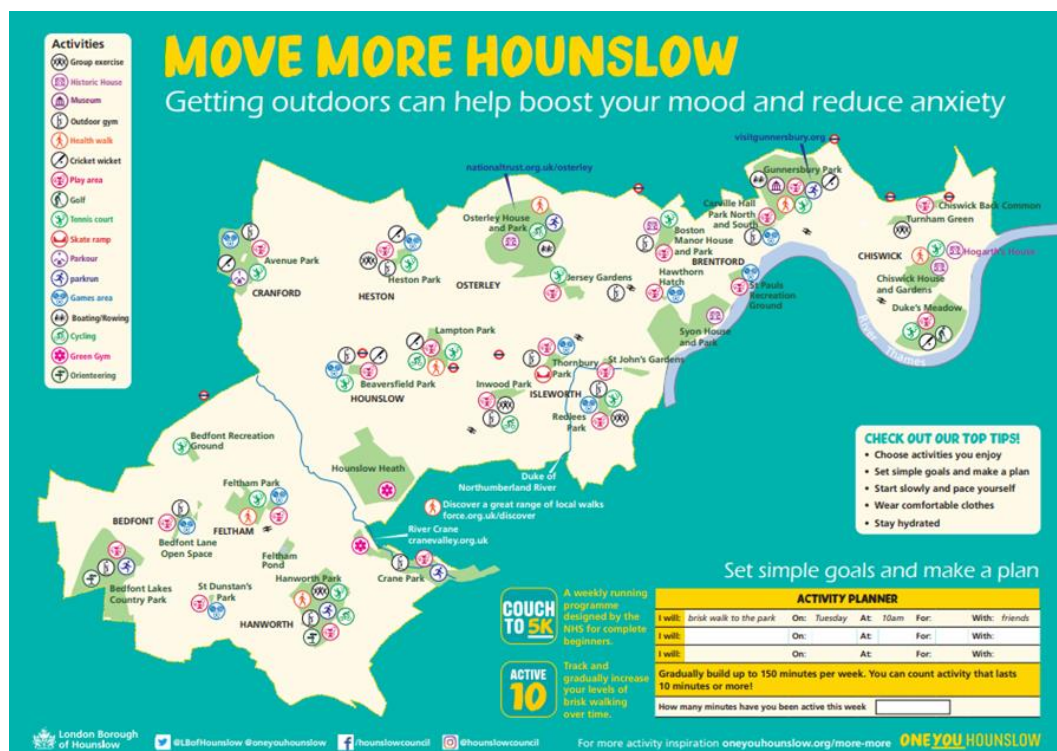 MOVE MORE HOUNSLOW
Getting outdoors can help boost your mood and reduce anxiety
Activities
Group exercise
Historic House
Museum
Outdoor gym
Health walk
Cricket wicket
Play area
Golf
Tennis court
Skate ramp
Parkour
parkrun
Games area
Boating/Rowing
Cycling
Green Gym
Orienteering
visitgunnersbury.org
nationaltrust.org.uk/osterley
Gunnersbury Park
Osterley House
and Park
Carville Hall
Park North
and South
Chiswick Back Common
Turnham Green
Boston
Manor House
and Park
BRENTFORD
CHISWICK
Hogarth's House
Avenue Park
CRANFORD
Heston Park
HESTON
OSTERLEY
Jersey Gardens
Hawthorn
Hatch
St Pauls
Recreation
Ground
Chiswick House
and Gardens
Duke's Meadow
Syon House
and Park
River Thames
Lampton Park
Beaversfield Park
HOUNSLOW
Inwood Park
Thornbury
Park
St John's Gardens
ISLEWORTH
Redlees
Park
Bedfont Recreation
Ground
Hounslow Heath
Duke of
Northumberland River
Feltham Park
BEDFONT
FELTHAM
Bedfont Lane
Open Space
Feltham
Pond
Discover a great range of local walks
force.org.uk/discover
River Crane
cranevalley.org.uk
Crane Park
Bedfont Lakes
Country Park
St Dunstan's
Park
Hanworth Park
HANWORTH
CHECK OUT OUR TOP TIPS!
• Choose activities you enjoy
• Set simple goals and make a plan
• Start slowly and pace yourself
• Wear comfortable clothes
• Stay hydrated
COUCH
TO 5K
A weekly running
programme
designed by the
NHS for complete
beginners.
ACTIVE
10
Track and
gradually increase
your levels of
brisk walking
over time.
Set simple goals and make a plan
ACTIVITY PLANNER
I will: brisk walk to the park On: Tuesday At: 10am For: With: friends
I will: On: At: For: With:
I will: On: At: For: With:
Gradually build up to 150 minutes per week. You can count activity that lasts
10 minutes or more!
How many minutes have you been active this week
London Borough
of Hounslow
@LBofHounslow @oneyouhounslow
/hounslowcouncil
@hounslowcouncil
For more activity inspiration oneyouhounslow.org/more-more
ONE YOU HOUNSLOW